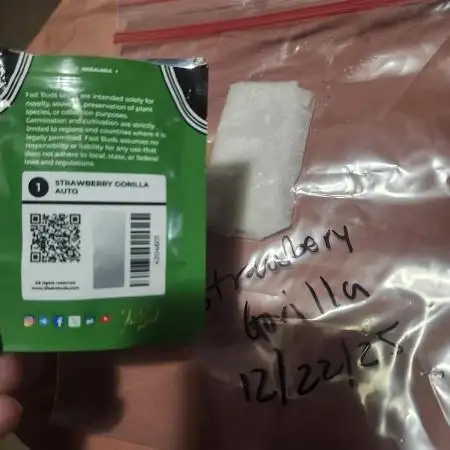 RESEALABLE
Fast Buds seeds are intended solely for
novelty, souvenir, preservation of plant
species, or collection purposes.
Germination and cultivation are strictly
limited to regions and countries where it is
legally permitted. Fast Buds assumes no
responsibility or liability for any use that
does not adhere to local, state, or federal
laws and regulations.
1 STRAWBERRY GORILLA
AUTO
All rights reserved
Strawberry
Gorilla
12/22/25